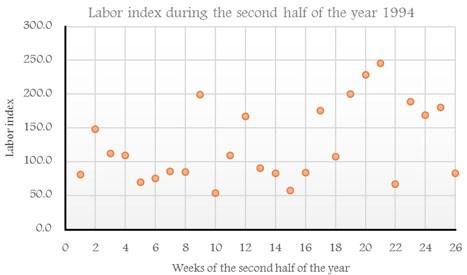 Labor index during the second half of the year 1994
300.0
250.0
200.0
150.0
100.0
50.0
0.0
Labor index
0 2 4 6 8 10 12 14 16 18 20 22 24 26
Weeks of the second half of the year